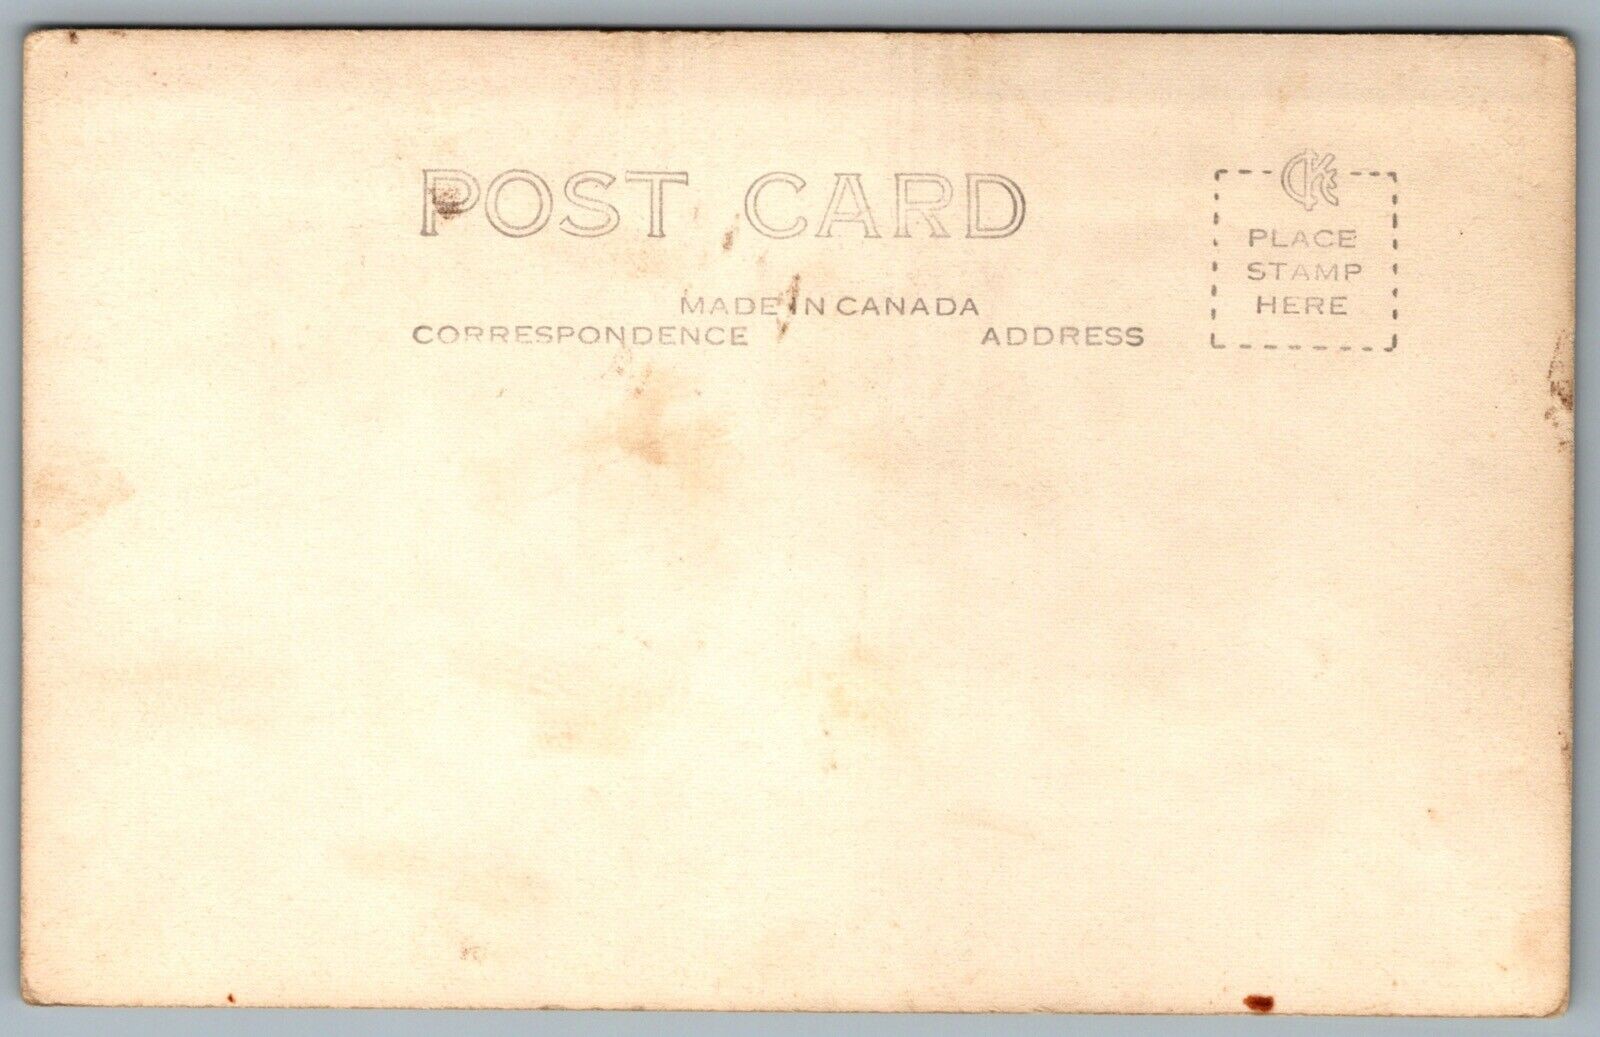 POST CARD
MADE IN CANADA
CORRESPONDENCE ADDRESS
PLACE
STAMP
HERE